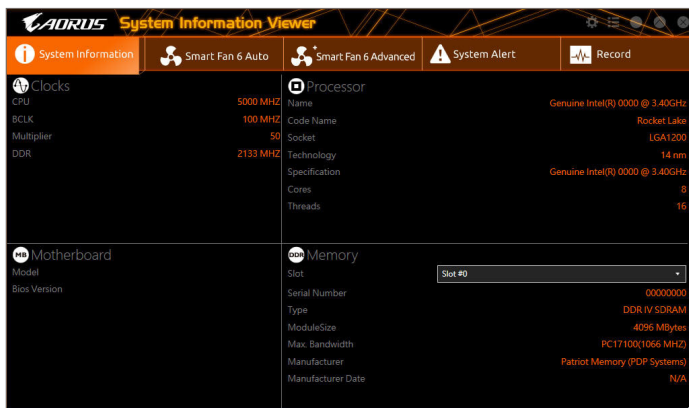 AORUS System Information Viewer
System Information
Smart Fan 6 Auto
Smart Fan 6 Advanced
System Alert
Record
Clocks
CPU 5000 MHZ
BCLK 100 MHZ
Multiplier 50
DDR 2133 MHZ
Processor
Name Genuine Intel(R) 0000 @ 3.40GHz
Code Name Rocket Lake
Socket LGA1200
Technology 14 nm
Specification Genuine Intel(R) 0000 @ 3.40GHz
Cores 8
Threads 16
MB Motherboard
Model
Bios Version
DDR Memory
Slot Slot #0
Serial Number 00000000
Type DDR IV SDRAM
ModuleSize 4096 MBytes
Max. Bandwidth PC17100(1066 MHZ)
Manufacturer Patriot Memory (PDP Systems)
Manufacturer Date N/A